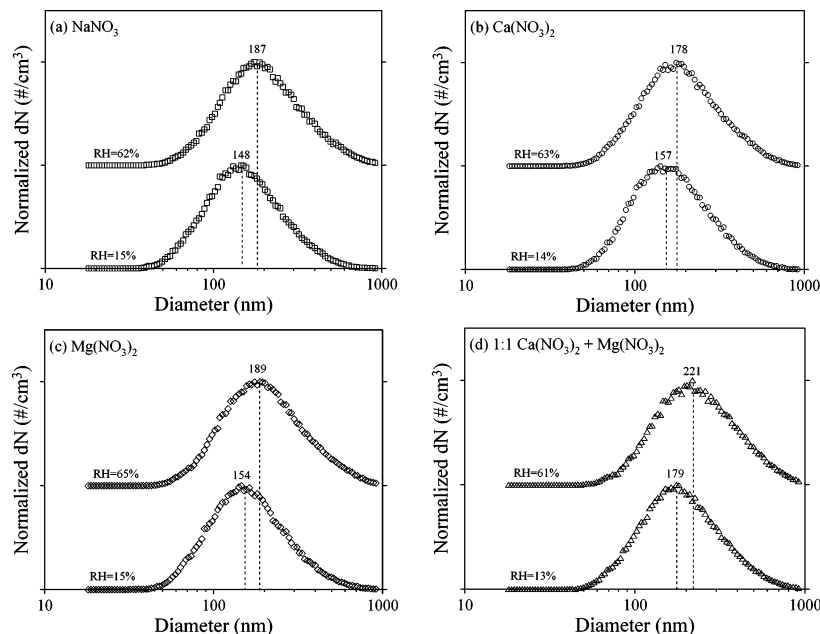 (a) NaNO₃
187
RH=62%
148
RH=15%
10
100
1000
Normalized dN (#/cm³)
Diameter (nm)
(b) Ca(NO₃)₂
178
RH=63%
157
RH=14%
10
100
1000
Normalized dN (#/cm³)
Diameter (nm)
(c) Mg(NO₃)₂
189
RH=65%
154
RH=15%
10
100
1000
Normalized dN (#/cm³)
Diameter (nm)
(d) 1:1 Ca(NO₃)₂ + Mg(NO₃)₂
221
RH=61%
179
RH=13%
10
100
1000
Normalized dN (#/cm³)
Diameter (nm)